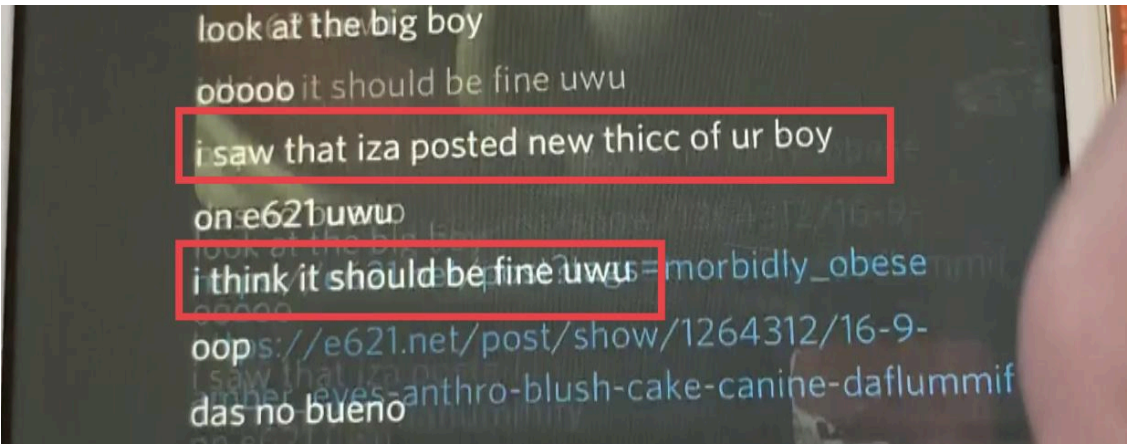 look at the big boy
oooob it should be fine uwu
i saw that iza posted new thicc of ur boy
on e621 uwu
i think it should be fine uwu =morbidly_obese
oop s://e621.net/post/show/1264312/16-9-
eyes-anthro-blush-cake-canine-daflummif
das no bueno